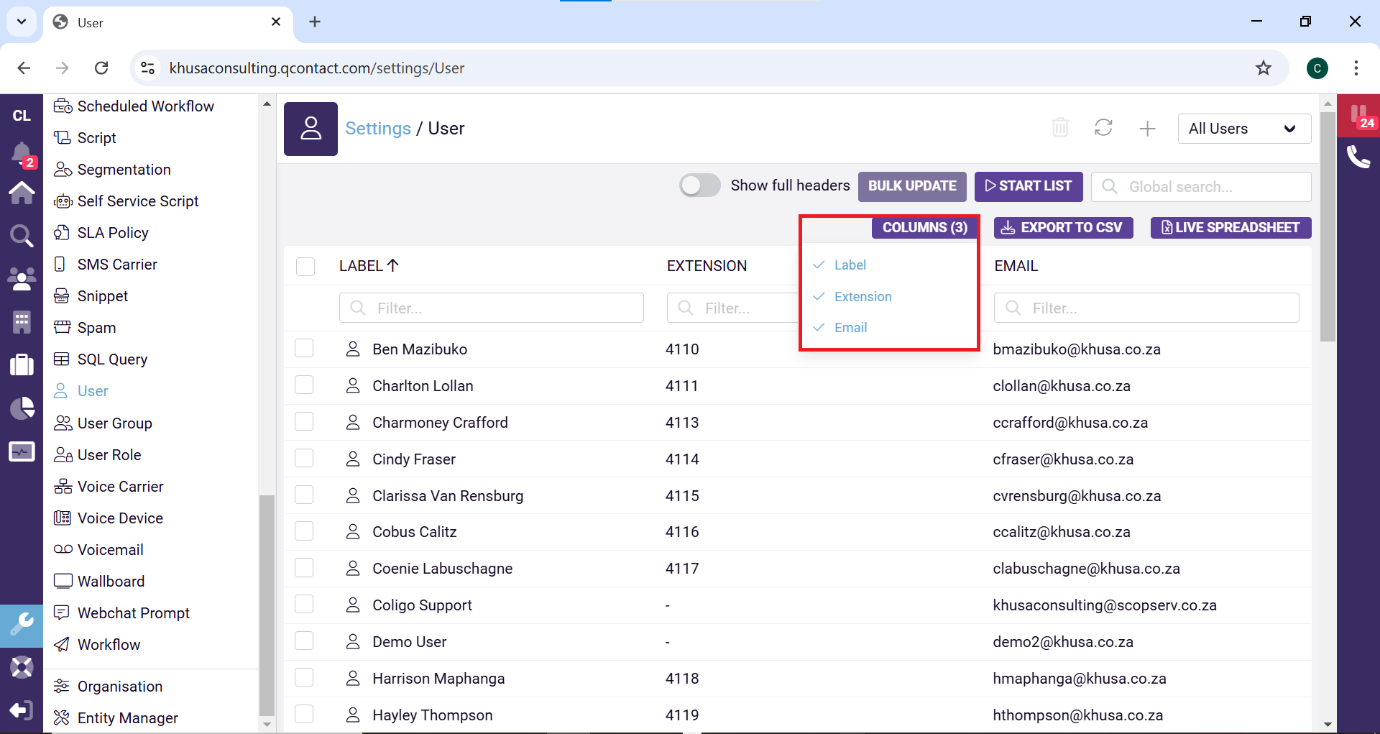 User
khusaconsulting.qcontact.com/settings/User
C
CL
2
Scheduled Workflow
Script
Segmentation
Self Service Script
SLA Policy
SMS Carrier
Snippet
Spam
SQL Query
User
User Group
User Role
Voice Carrier
Voice Device
Voicemail
Wallboard
Webchat Prompt
Workflow
Organisation
Entity Manager
Settings / User
All Users
24
Show full headers
BULK UPDATE
START LIST
Global search...
COLUMNS (3)
EXPORT TO CSV
LIVE SPREADSHEET
Label
Extension
Email
LABEL EXTENSION EMAIL
Filter... Filter... Filter...
Ben Mazibuko 4110 bmazibuko@khusa.co.za
Charlton Lollan 4111 clollan@khusa.co.za
Charmoney Crafford 4113 ccrafford@khusa.co.za
Cindy Fraser 4114 cfraser@khusa.co.za
Clarissa Van Rensburg 4115 cvrensburg@khusa.co.za
Cobus Calitz 4116 ccalitz@khusa.co.za
Coenie Labuschagne 4117 clabuschagne@khusa.co.za
Coligo Support - khusaconsulting@scopserv.co.za
Demo User - demo2@khusa.co.za
Harrison Maphanga 4118 hmaphanga@khusa.co.za
Hayley Thompson 4119 hthompson@khusa.co.za